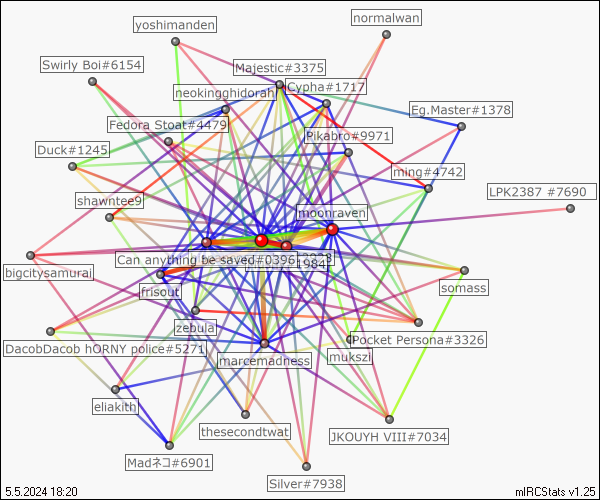 normalwan
yoshimanden
Swirly Boi#6154
Majestic#3375
neokingghidorah
Cypha#1717
Eg.Master#1378
Fedora Stoat#4479
Pikabro#9971
Duck#1245
ming#4742
LPK2387 #7690
shawntee9
moonraven
Can anything be saved#0396
bigcitysamurai
frisout
somass
zebula
DacobDacob hORNY police#5271
Pocket Persona#3326
marcemadness
mukszi
eliakith
thesecondtwat
JKOUYH VIII#7034
Madネコ#6901
Silver#7938
5.5.2024 18:20
mIRCStats v1.25